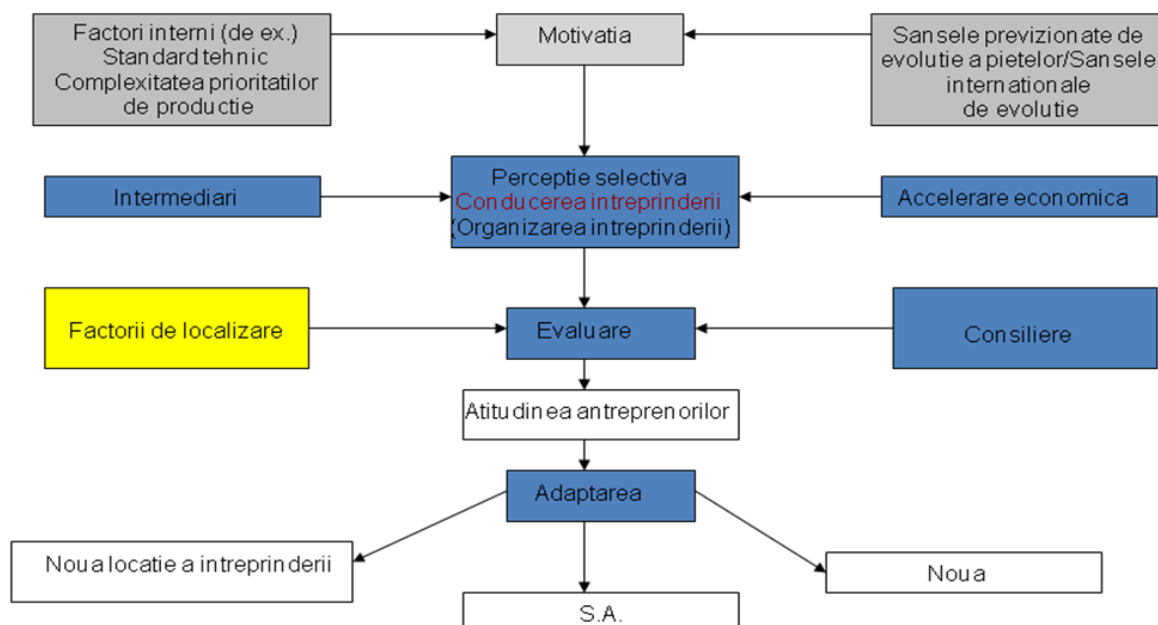 Factori interni (de ex.)
Standard tehnic
Complexitatea prioritatilor
de productie
Motivatia
Sansele previzionate de
evolutie a pietelor/Sansele
internationale
de evolutie
Intermediari
Perceptie selectiva
Conducerea intreprinderii
(Organizarea intreprinderii)
Accelerare economica
Factorii de localizare
Evaluare
Consiliere
Atitudinea antreprenorilor
Adaptarea
Noua locatie a intreprinderii
S.A.
Noua